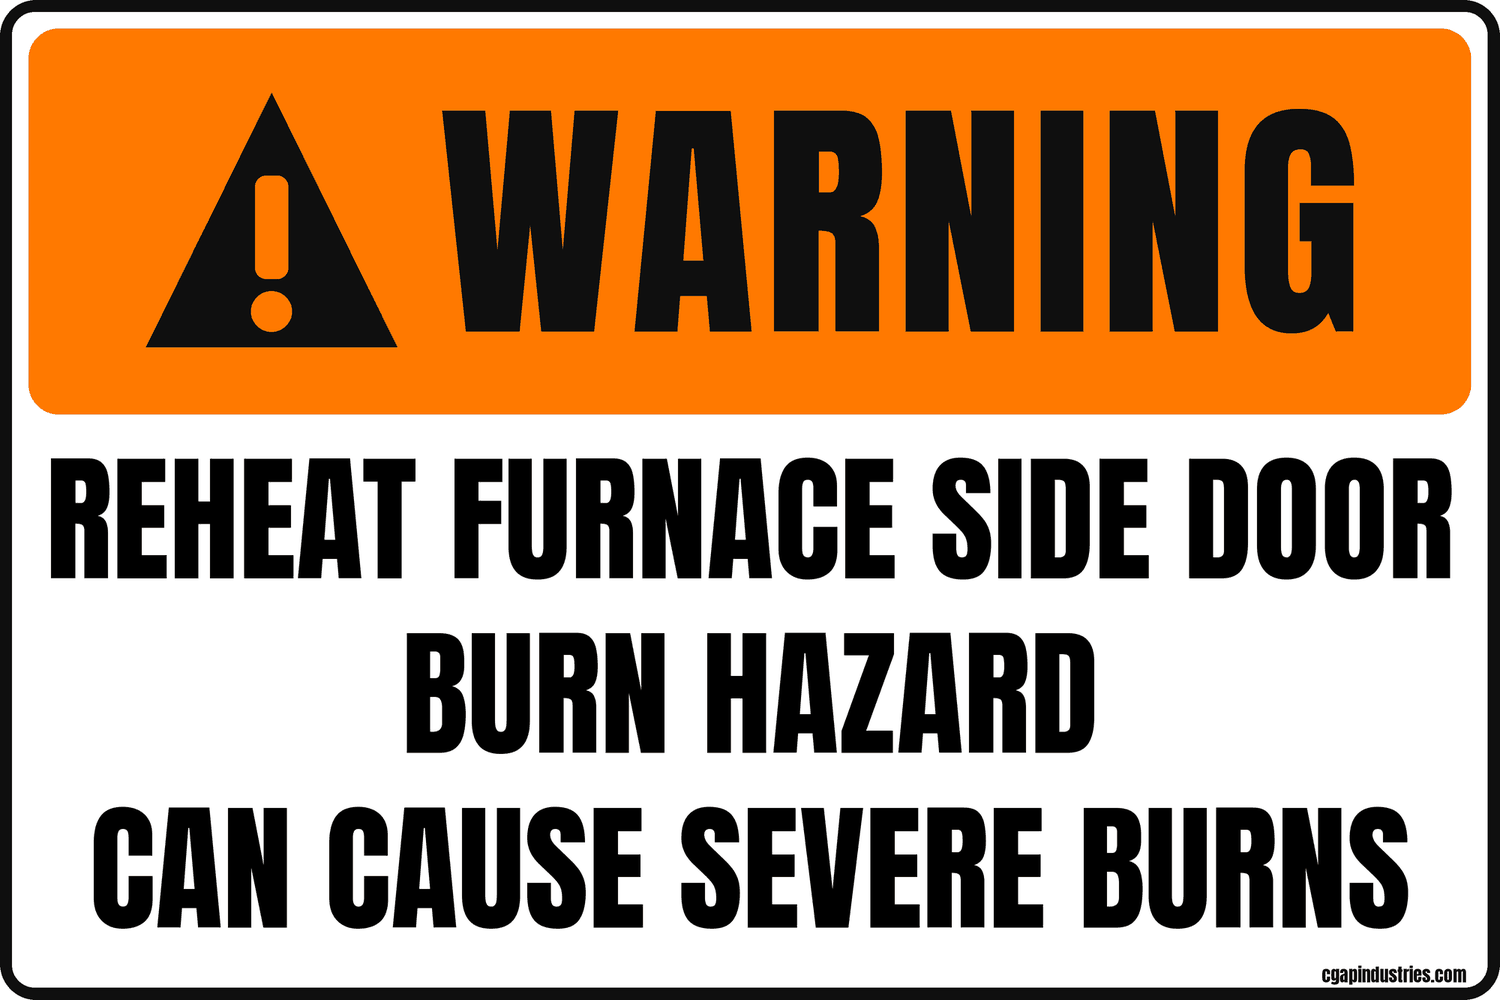 WARNING
REHEAT FURNACE SIDE DOOR
BURN HAZARD
CAN CAUSE SEVERE BURNS
cgapindustries.com